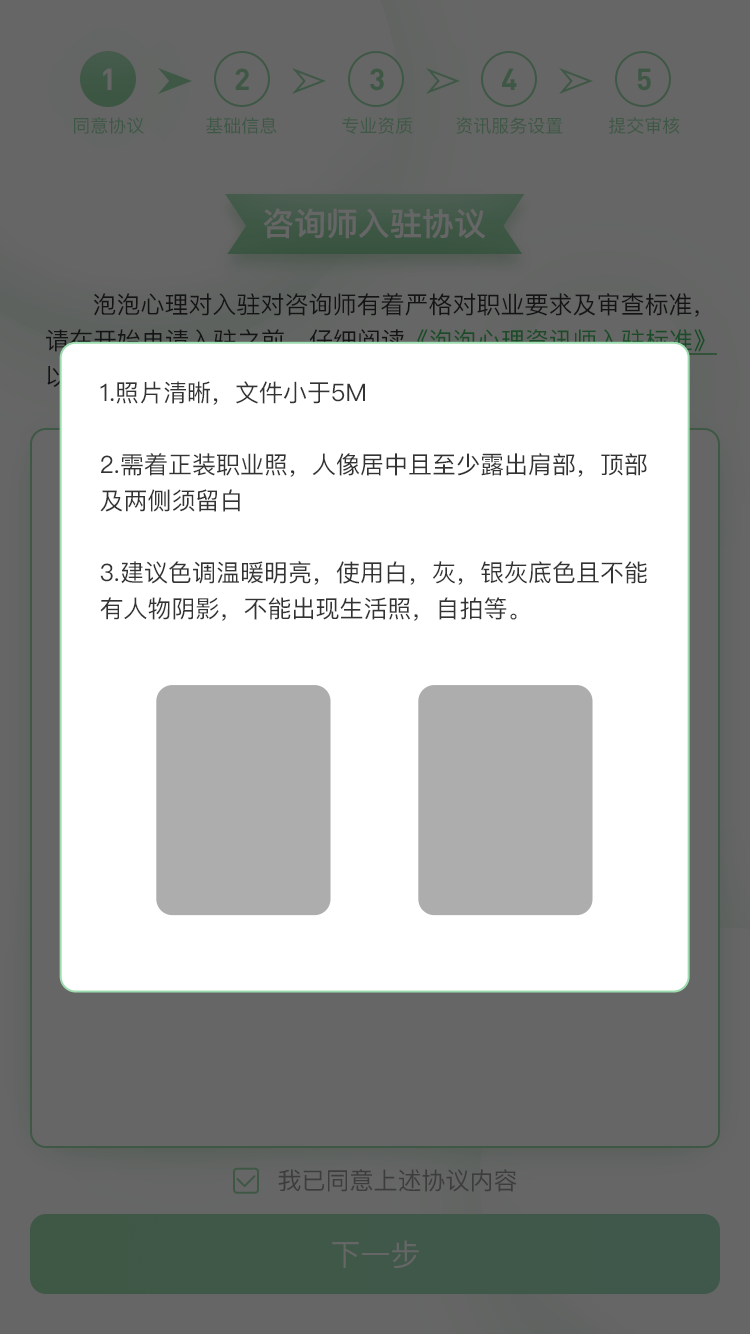 1
2
3
4
5
同意协议
基础信息
专业资质
资讯服务设置
提交审核
咨询师入驻协议
泡泡心理对入驻对咨询师有着严格对职业要求及审查标准，
请在开始申请入驻之前，仔细阅读《泡泡心理资讯师入驻标准》
以
1.照片清晰，文件小于5M
2.需着正装职业照，人像居中且至少露出肩部，顶部
及两侧须留白
3.建议色调温暖明亮，使用白，灰，银灰底色且不能
有人物阴影，不能出现生活照，自拍等。
我已同意上述协议内容
下一步